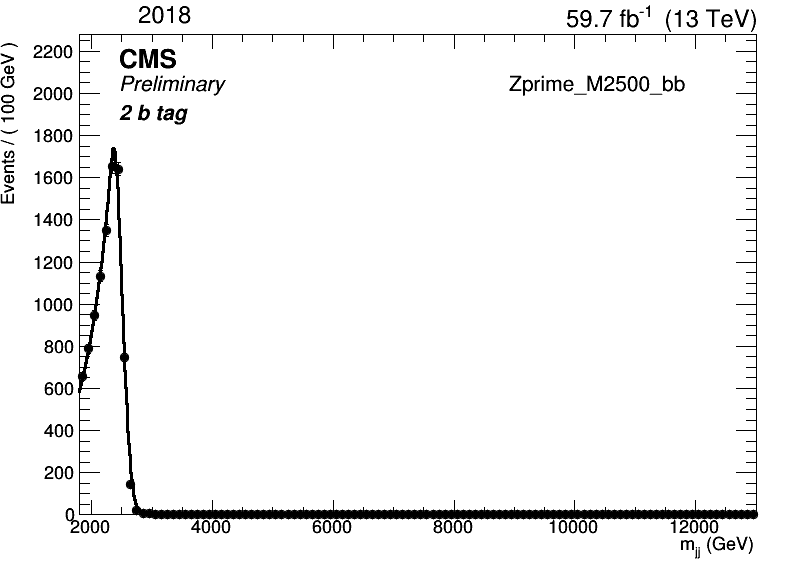 2018
59.7 fb-1 (13 TeV)
CMS
Preliminary
2 b tag
Zprime_M2500_bb
Events / ( 100 GeV )
2200
2000
1800
1600
1400
1200
1000
800
600
400
200
0
2000 4000 6000 8000 10000 12000
mjj (GeV)